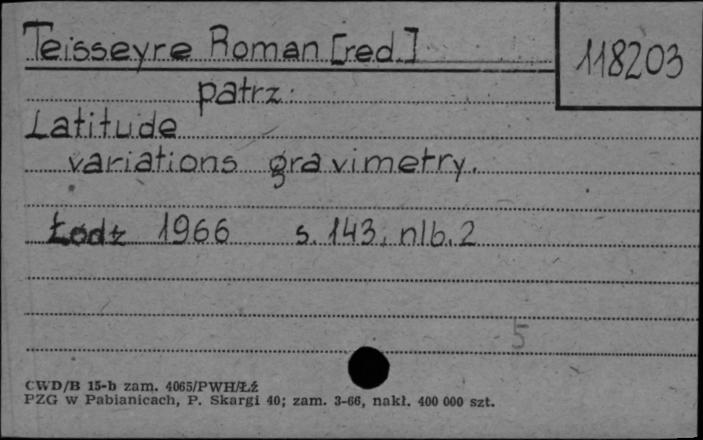 Teisseyre Roman [red.]
118203
patrz:
Latitude
variations gravimetry.
Łódź 1966 s. 143, nlb. 2
5
CWD/B 15-b zam. 4065/PWH/Łź
PZG w Pabianicach, P. Skargi 40; zam. 3-66, nakł. 400 000 szt.